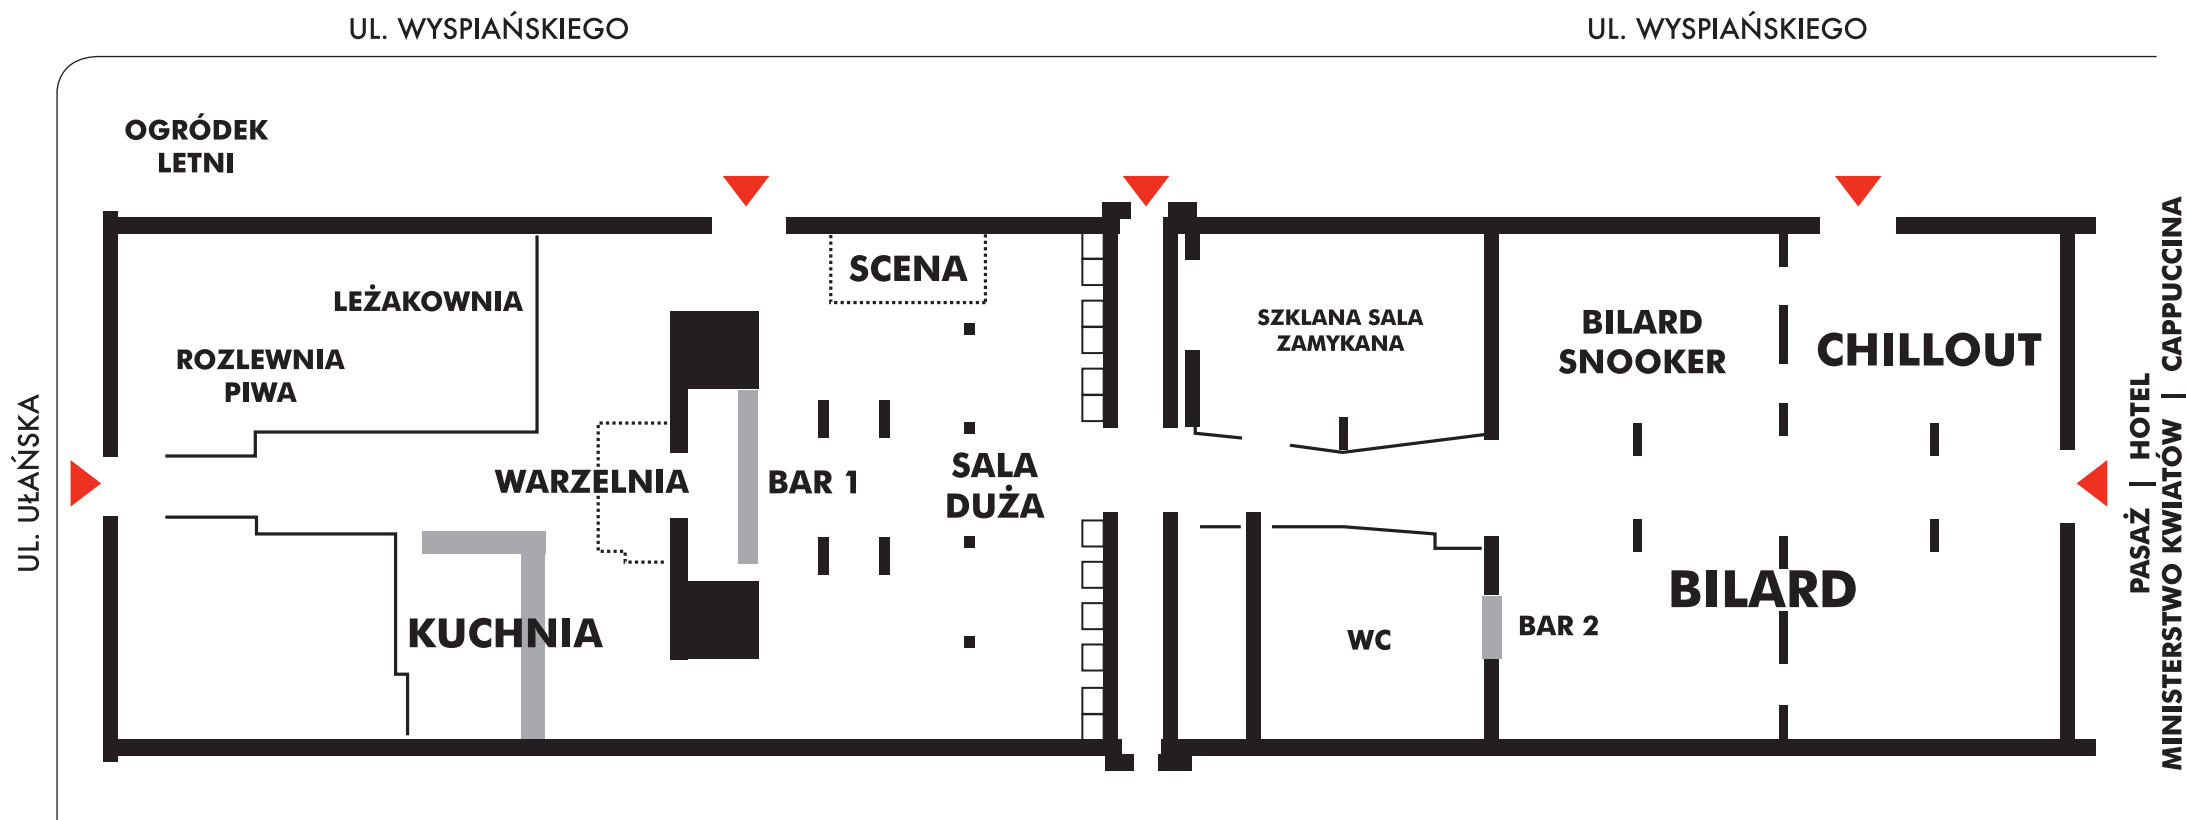 UL. WYSPIAŃSKIEGO
UL. WYSPIAŃSKIEGO
OGRÓDEK
LETNI
SCENA
LEŻAKOWNIA
ROZLEWNIA
PIWA
SZKLANA SALA
ZAMYKANA
BILARD
SNOOKER
CHILLOUT
UL. UŁAŃSKA
WARZELNIA
BAR 1
SALA
DUŻA
KUCHNIA
WC
BAR 2
BILARD
PASAŻ | HOTEL
MINISTERSTWO KWIATÓW | CAPPUCCINA